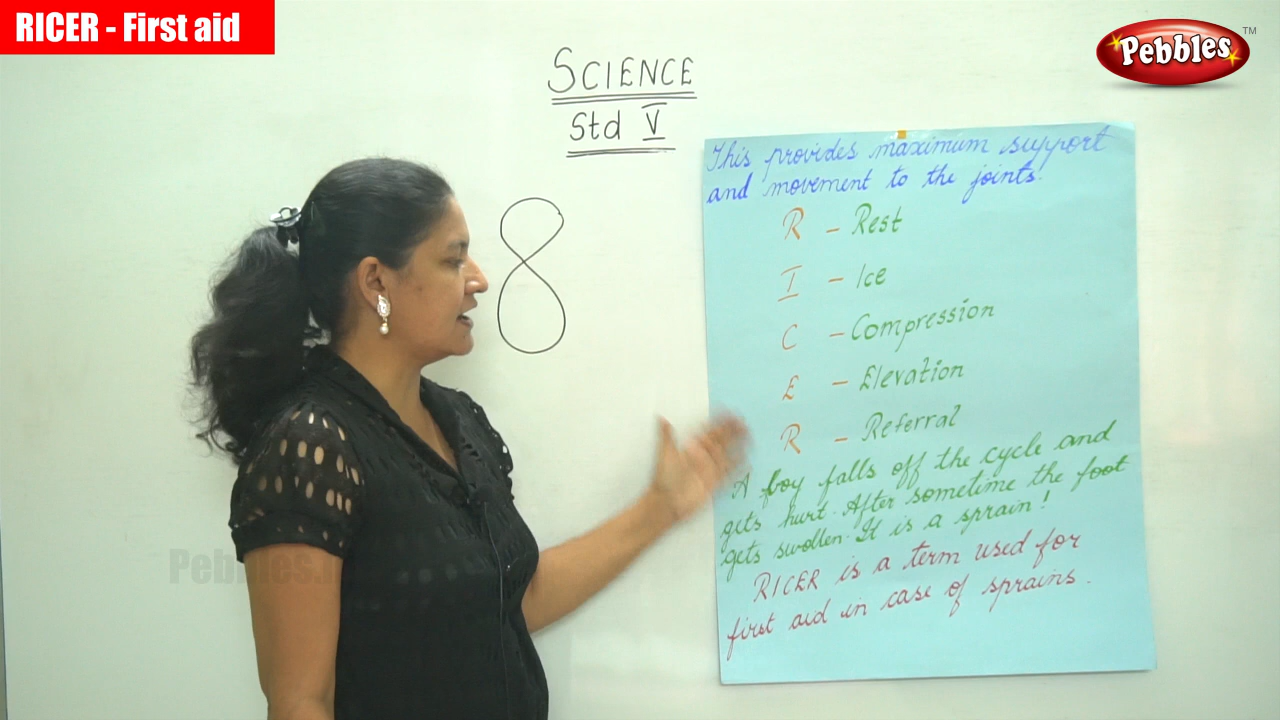 RICER - First aid
Pebbles TM
SCIENCE
Std V
8
This provides maximum support
and movement to the joints.
R - Rest
I - Ice
C - Compression
E - Elevation
R - Referral
A boy falls off the cycle and
gets hurt. After sometime the foot
gets swollen. It is a sprain!
RICER is a term used for
first aid in case of sprains.